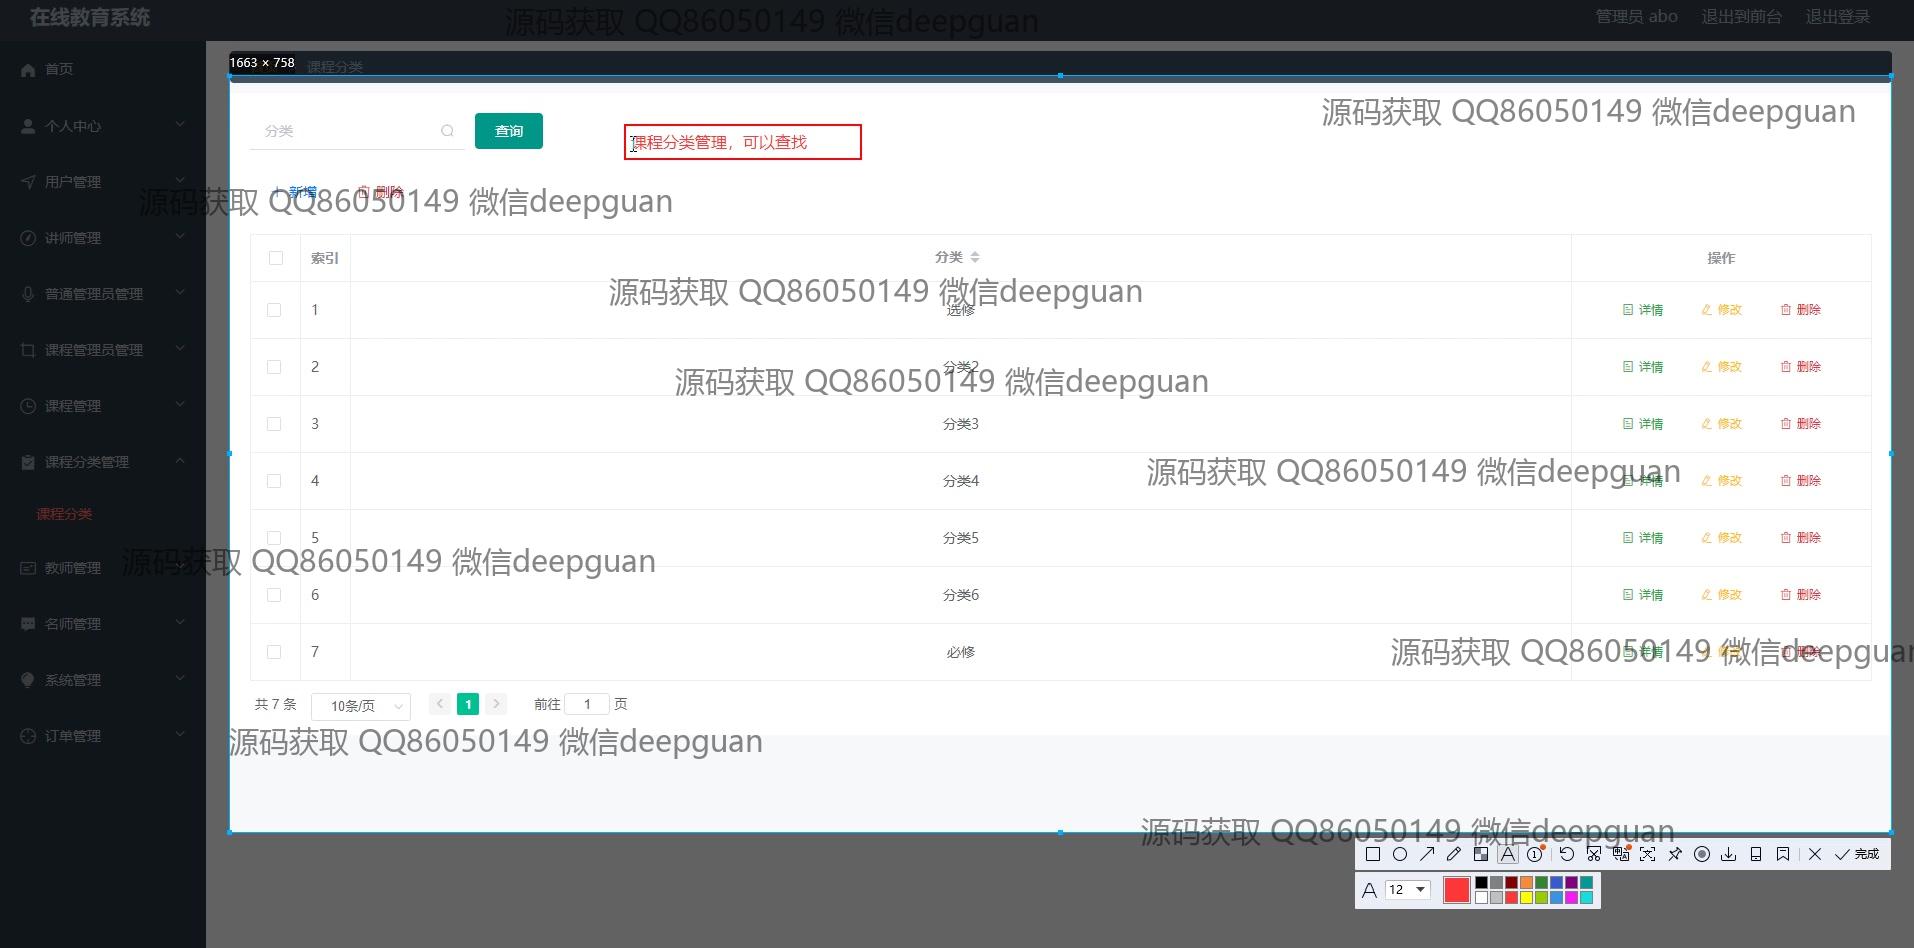 在线教育系统
源码获取 QQ86050149 微信deepguan
管理员 abo 退出到前台 退出登录
1663 × 758
课程分类
首页
个人中心
用户管理
讲师管理
普通管理员管理
课程管理员管理
课程管理
课程分类管理
课程分类
教师管理
名师管理
系统管理
订单管理
分类 查询
课程分类管理，可以查找
源码获取 QQ86050149 微信deepguan
新增 删除
源码获取 QQ86050149 微信deepguan
索引 分类 操作
源码获取 QQ86050149 微信deepguan
1 选修 详情 修改 删除
2 分类2 详情 修改 删除
源码获取 QQ86050149 微信deepguan
3 分类3 详情 修改 删除
源码获取 QQ86050149 微信deepguan
4 分类4 详情 修改 删除
5 分类5 详情 修改 删除
源码获取 QQ86050149 微信deepguan
6 分类6 详情 修改 删除
7 必修 详情 修改 删除
源码获取 QQ86050149 微信deepguan
共 7 条 10条/页 1 前往 1 页
源码获取 QQ86050149 微信deepguan
源码获取 QQ86050149 微信deepguan
完成
A 12